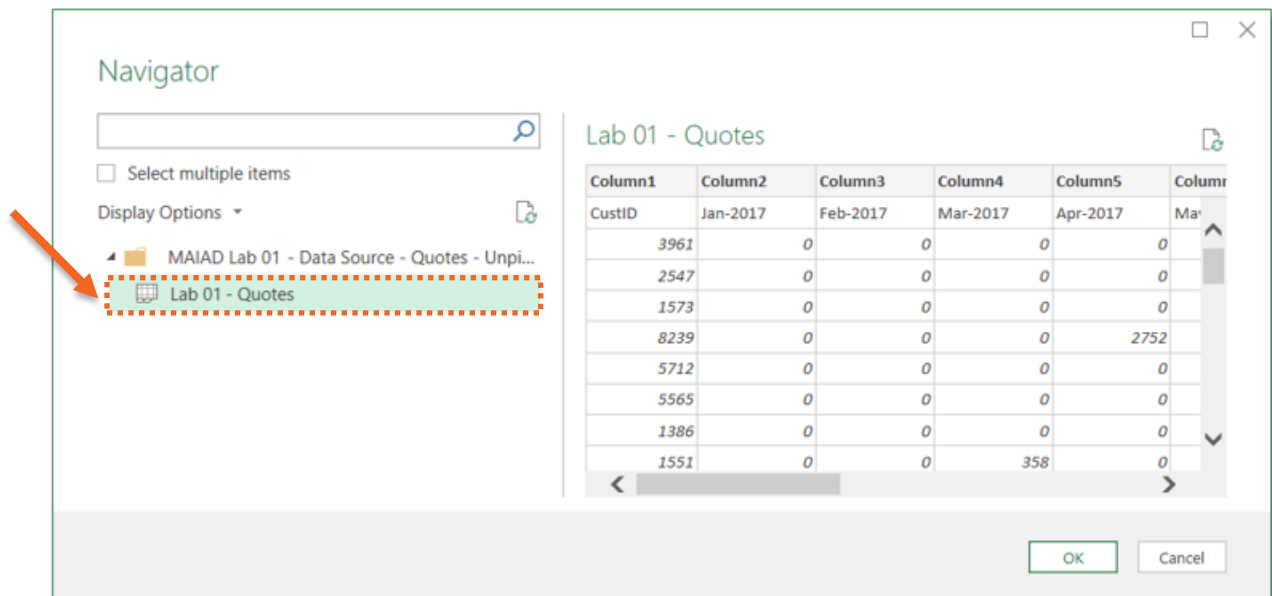 Navigator
Select multiple items
Display Options
MAIAD Lab 01 - Data Source - Quotes - Unpi...
Lab 01 - Quotes
Lab 01 - Quotes
Column1 Column2 Column3 Column4 Column5 Column
CustID Jan-2017 Feb-2017 Mar-2017 Apr-2017 May
3961 0 0 0 0
2547 0 0 0 0
1573 0 0 0 0
8239 0 0 0 2752
5712 0 0 0 0
5565 0 0 0 0
1386 0 0 0 0
1551 0 0 358 0
OK Cancel